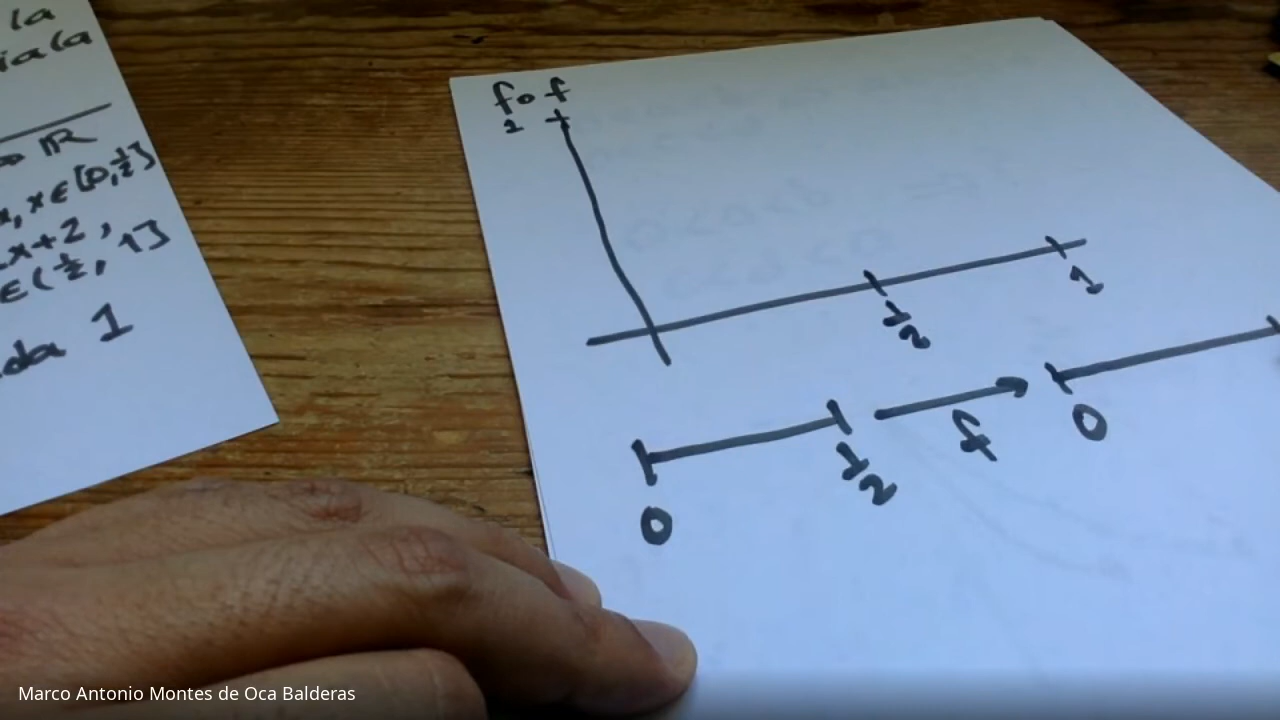 la
iala
→ ℝ
x, x ∈ [0, 1/2]
x + 2,
∈ (1/2, 1]
da 1
f∘f
1
1/2
1
0
1/2
f
0
Marco Antonio Montes de Oca Balderas